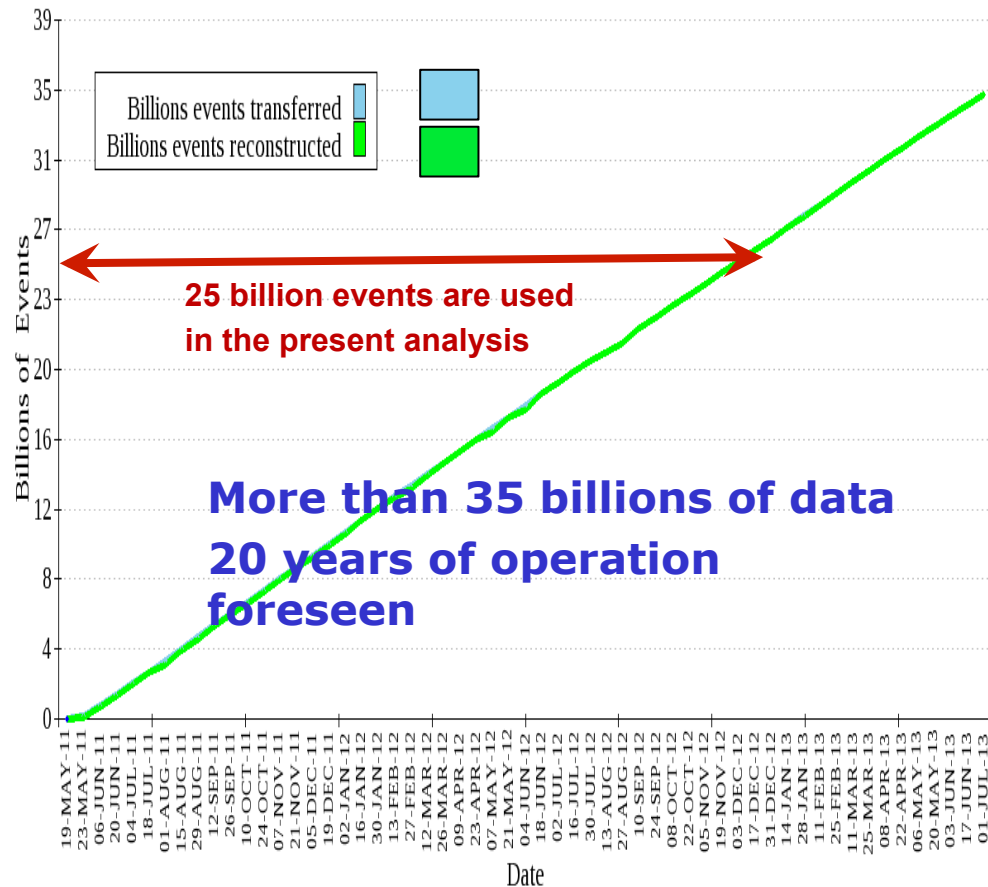 39
35
31
27
23
20
16
12
8
4
0
Billions of Events
Billions events transferred
Billions events reconstructed
25 billion events are used
in the present analysis
More than 35 billions of data
20 years of operation
foreseen
19-MAY-11
23-MAY-11
06-JUN-11
20-JUN-11
04-JUL-11
18-JUL-11
01-AUG-11
15-AUG-11
29-AUG-11
12-SEP-11
26-SEP-11
10-OCT-11
24-OCT-11
07-NOV-11
21-NOV-11
05-DEC-11
19-DEC-11
02-JAN-12
16-JAN-12
30-JAN-12
13-FEB-12
27-FEB-12
12-MAR-12
26-MAR-12
09-APR-12
23-APR-12
07-MAY-12
21-MAY-12
04-JUN-12
18-JUN-12
02-JUL-12
16-JUL-12
30-JUL-12
13-AUG-12
27-AUG-12
10-SEP-12
24-SEP-12
08-OCT-12
22-OCT-12
05-NOV-12
19-NOV-12
03-DEC-12
17-DEC-12
31-DEC-12
14-JAN-13
28-JAN-13
11-FEB-13
25-FEB-13
11-MAR-13
25-MAR-13
08-APR-13
22-APR-13
06-MAY-13
20-MAY-13
03-JUN-13
17-JUN-13
01-JUL-13
Date